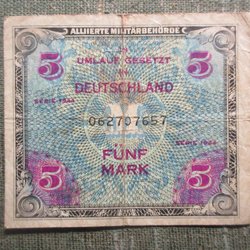 ALLIIERTE MILITÄRBEHÖRDE
IN
UMLAUF GESETZT
IN
5 DEUTSCHLAND 5
SERIE 1944
062707657
SERIE 1944
FÜNF
5 MARK 5